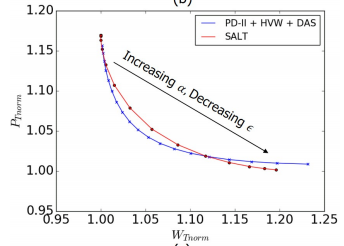 (b)
1.20
1.15
1.10
1.05
1.00
0.95
P_Tnorm
PD-II + HVW + DAS
SALT
Increasing α, Decreasing ϵ
0.95 1.00 1.05 1.10 1.15 1.20 1.25
W_Tnorm